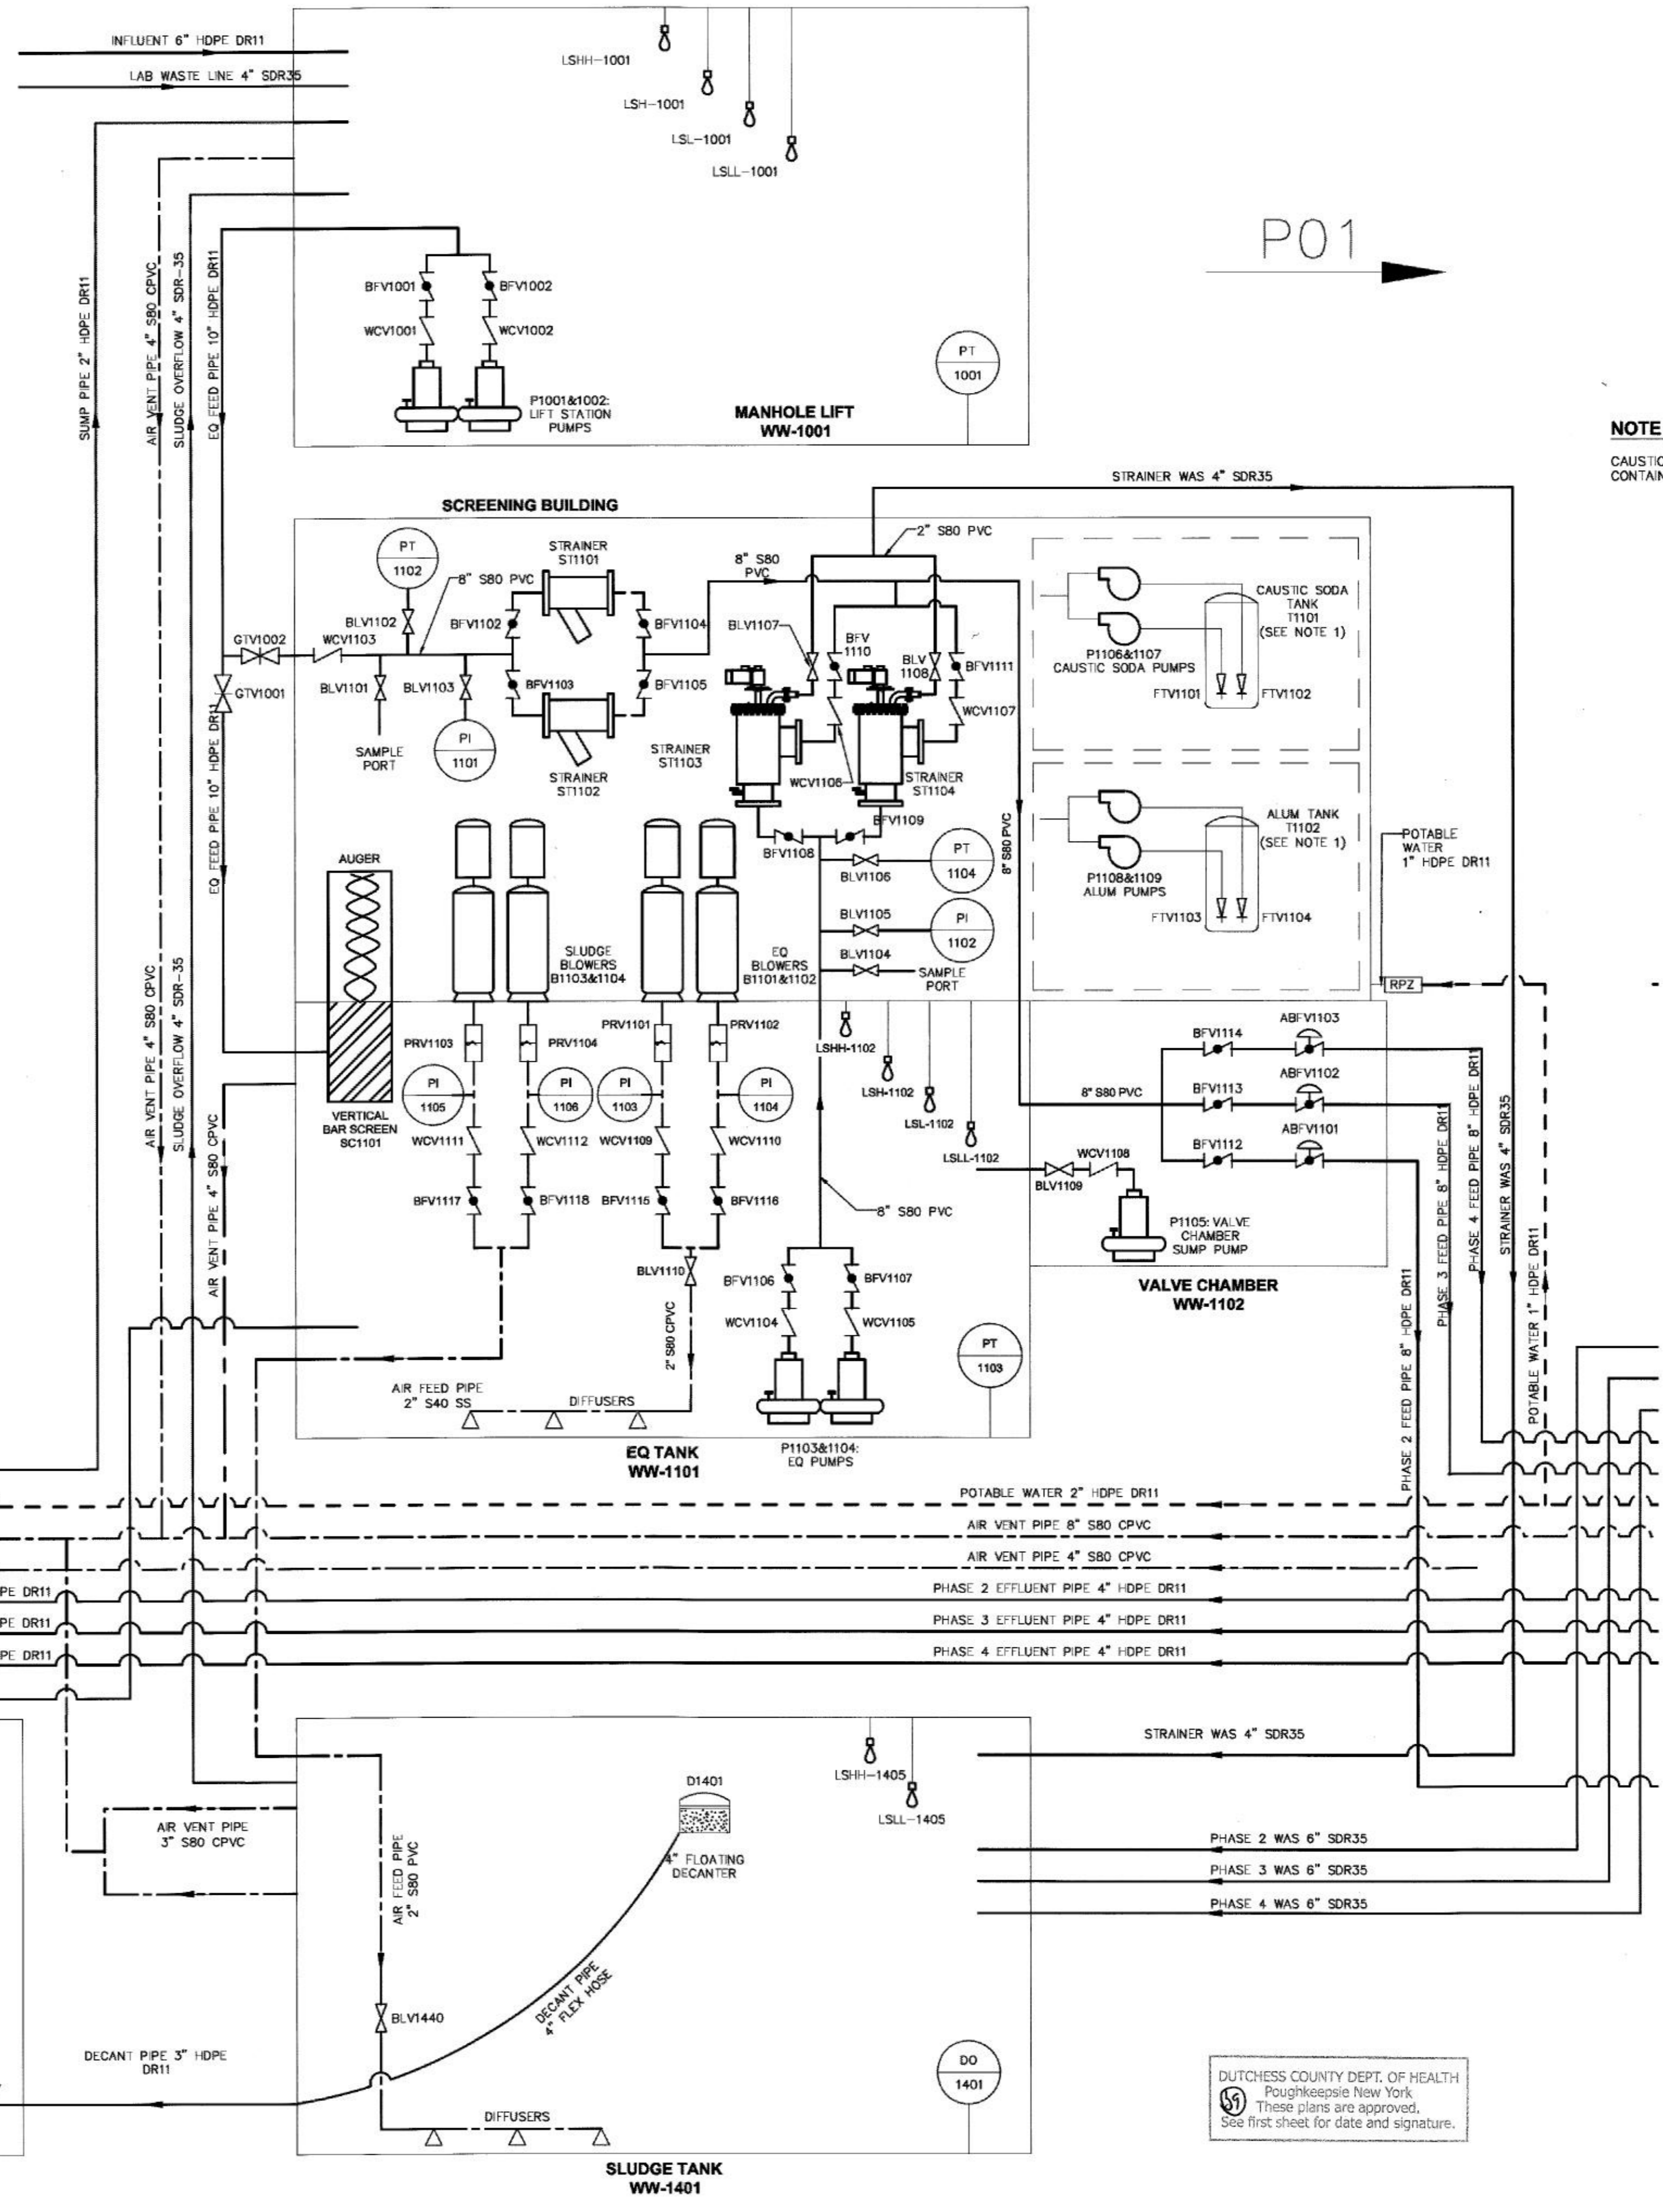 INFLUENT 6" HDPE DR11
LAB WASTE LINE 4" SDR35
LSHH-1001
LSH-1001
LSL-1001
LSLL-1001
P01
SUMP PIPE 2" HDPE DR11
AIR VENT PIPE 4" S80 CPVC
SLUDGE OVERFLOW 4" SDR-35
EQ FEED PIPE 10" HDPE DR11
BFV1001
BFV1002
WCV1001
WCV1002
P1001&1002:
LIFT STATION
PUMPS
MANHOLE LIFT
WW-1001
PT
1001
NOTE
CAUSTIC
CONTAIN
STRAINER WAS 4" SDR35
SCREENING BUILDING
PT
1102
8" S80 PVC
STRAINER
ST1101
8" S80
PVC
2" S80 PVC
BLV1102
BFV1102
BFV1104
BLV1107
BFV
1110
BLV
1108
BFV1111
GTV1002
WCV1103
GTV1001
BLV1101
BLV1103
BFV1103
BFV1105
WCV1107
SAMPLE
PORT
PI
1101
STRAINER
ST1102
STRAINER
ST1103
WCV1106
STRAINER
ST1104
CAUSTIC SODA
TANK
T1101
(SEE NOTE 1)
P1106&1107
CAUSTIC SODA PUMPS
FTV1101
FTV1102
ALUM TANK
T1102
(SEE NOTE 1)
P1108&1109
ALUM PUMPS
FTV1103
FTV1104
POTABLE
WATER
1" HDPE DR11
RPZ
EQ FEED PIPE 10" HDPE DR11
AUGER
BFV1108
BFV1109
8" S80 PVC
PT
1104
BLV1106
BLV1105
PI
1102
BLV1104
SAMPLE
PORT
SLUDGE
BLOWERS
B1103&1104
EQ
BLOWERS
B1101&1102
AIR VENT PIPE 4" S80 CPVC
SLUDGE OVERFLOW 4" SDR-35
AIR VENT PIPE 4" S80 CPVC
VERTICAL
BAR SCREEN
SC1101
PRV1103
PRV1104
PRV1101
PRV1102
PI
1105
PI
1106
PI
1103
PI
1104
WCV1111
WCV1112
WCV1109
WCV1110
BFV1117
BFV1118
BFV1115
BFV1116
LSHH-1102
LSH-1102
LSL-1102
LSLL-1102
8" S80 PVC
BFV1114
ABFV1103
BFV1113
ABFV1102
BFV1112
ABFV1101
BLV1109
WCV1108
P1105: VALVE
CHAMBER
SUMP PUMP
VALVE CHAMBER
WW-1102
8" S80 PVC
BLV1110
2" S80 CPVC
BFV1106
BFV1107
WCV1104
WCV1105
PT
1103
AIR FEED PIPE
2" S40 SS
DIFFUSERS
EQ TANK
WW-1101
P1103&1104:
EQ PUMPS
PHASE 2 FEED PIPE 8" HDPE DR11
PHASE 3 FEED PIPE 8" HDPE DR11
PHASE 4 FEED PIPE 8" HDPE DR11
STRAINER WAS 4" SDR35
POTABLE WATER 1" HDPE DR11
POTABLE WATER 2" HDPE DR11
AIR VENT PIPE 8" S80 CPVC
AIR VENT PIPE 4" S80 CPVC
PE DR11
PHASE 2 EFFLUENT PIPE 4" HDPE DR11
PE DR11
PHASE 3 EFFLUENT PIPE 4" HDPE DR11
PE DR11
PHASE 4 EFFLUENT PIPE 4" HDPE DR11
STRAINER WAS 4" SDR35
LSHH-1405
LSLL-1405
D1401
4" FLOATING
DECANTER
AIR VENT PIPE
3" S80 CPVC
AIR FEED PIPE
2" S80 PVC
PHASE 2 WAS 6" SDR35
PHASE 3 WAS 6" SDR35
PHASE 4 WAS 6" SDR35
DECANT PIPE
4" FLEX HOSE
BLV1440
DECANT PIPE 3" HDPE
DR11
DIFFUSERS
DO
1401
SLUDGE TANK
WW-1401
DUTCHESS COUNTY DEPT. OF HEALTH
Poughkeepsie New York
These plans are approved.
See first sheet for date and signature.